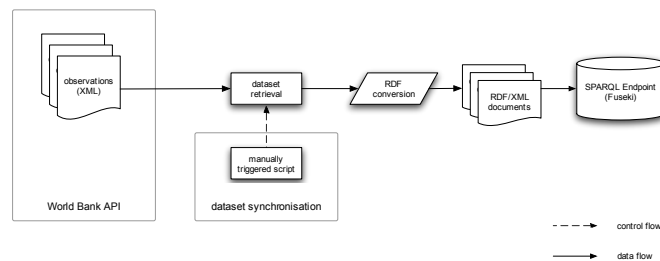 observations
(XML)
World Bank API
dataset
retrieval
manually
triggered script
dataset synchronisation
RDF
conversion
RDF/XML
documents
SPARQL Endpoint
(Fuseki)
control flow
data flow